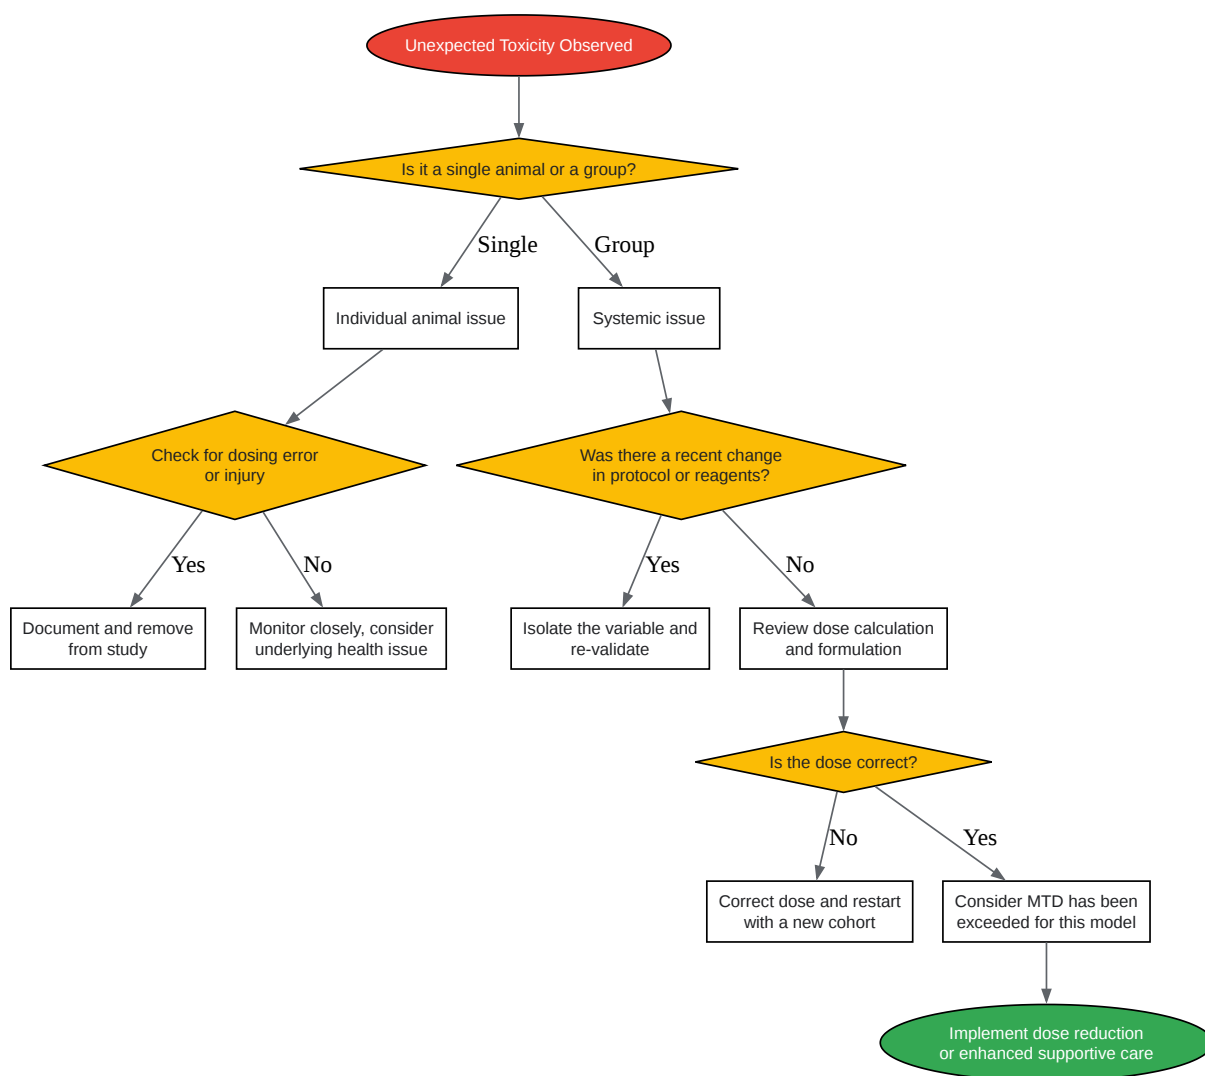 Unexpected Toxicity Observed
Is it a single animal or a group?
Single
Group
Individual animal issue
Systemic issue
Check for dosing error
or injury
Was there a recent change
in protocol or reagents?
Yes
No
Yes
No
Document and remove
from study
Monitor closely, consider
underlying health issue
Isolate the variable and
re-validate
Review dose calculation
and formulation
Is the dose correct?
No
Yes
Correct dose and restart
with a new cohort
Consider MTD has been
exceeded for this model
Implement dose reduction
or enhanced supportive care